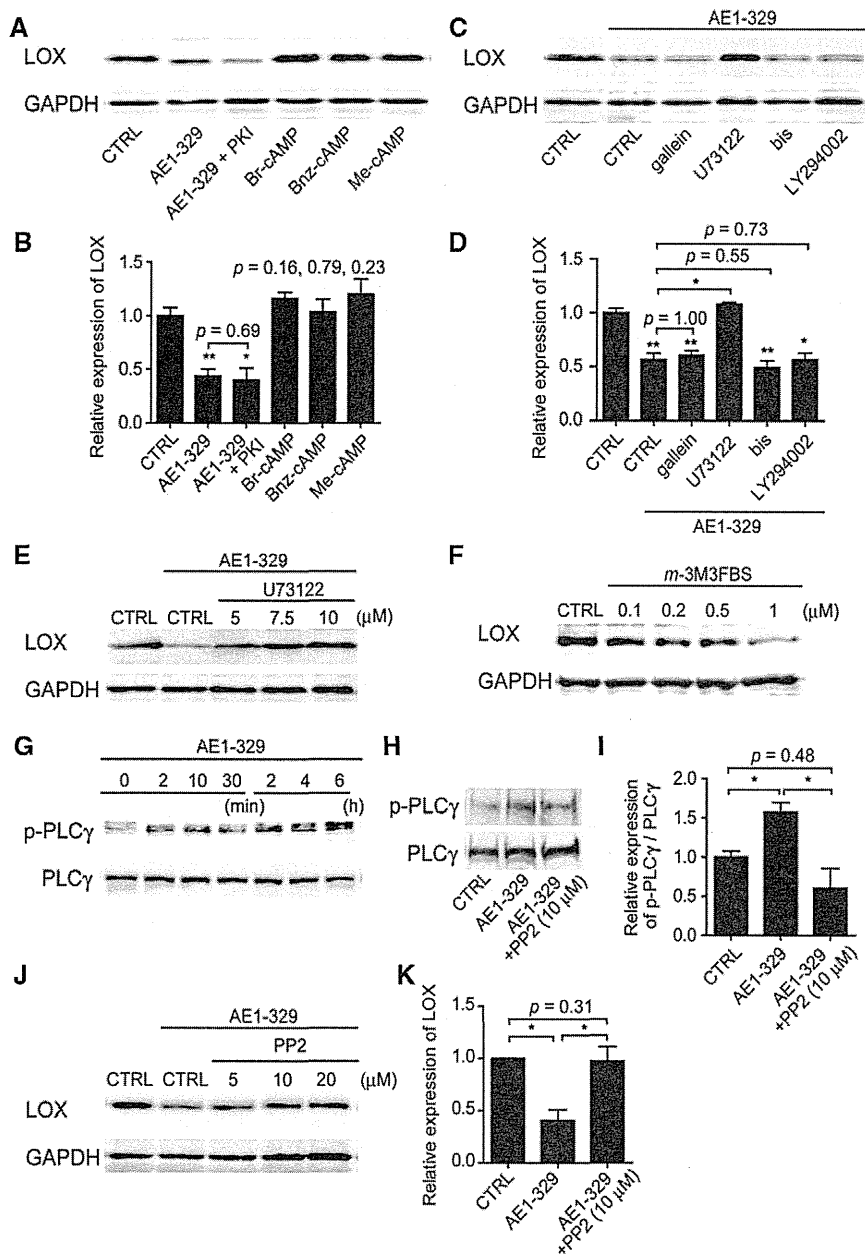 A
LOX
GAPDH
CTRL
AE1-329
AE1-329 + PKI
Br-cAMP
Bnz-cAMP
Me-cAMP
B
Relative expression of LOX
1.5
1.0
0.5
0.0
p = 0.16, 0.79, 0.23
p = 0.69
**
*
CTRL
AE1-329
AE1-329
+ PKI
Br-cAMP
Bnz-cAMP
Me-cAMP
C
AE1-329
LOX
GAPDH
CTRL
CTRL
gallein
U73122
bis
LY294002
D
Relative expression of LOX
1.5
1.0
0.5
0.0
p = 0.73
p = 0.55
*
p = 1.00
**
**
**
*
CTRL
CTRL
gallein
U73122
bis
LY294002
AE1-329
E
AE1-329
U73122
CTRL CTRL 5 7.5 10 (μM)
LOX
GAPDH
F
m-3M3FBS
CTRL 0.1 0.2 0.5 1 (μM)
LOX
GAPDH
G
AE1-329
0 2 10 30 2 4 6
(min) (h)
p-PLCγ
PLCγ
H
p-PLCγ
PLCγ
CTRL
AE1-329
AE1-329
+PP2 (10 μM)
I
Relative expression
of p-PLCγ / PLCγ
2.0
1.5
1.0
0.5
0.0
p = 0.48
*
*
CTRL
AE1-329
AE1-329
+PP2 (10 μM)
J
AE1-329
PP2
CTRL CTRL 5 10 20 (μM)
LOX
GAPDH
K
Relative expression of LOX
1.5
1.0
0.5
0.0
p = 0.31
*
*
CTRL
AE1-329
AE1-329
+PP2 (10 μM)